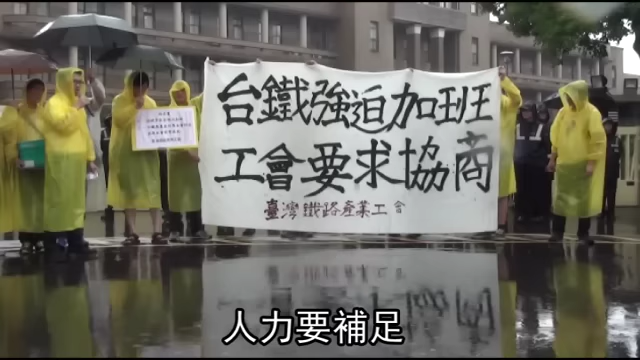 台鐵強迫加班
工會要求協商
臺灣鐵路產業工會
人力要補足